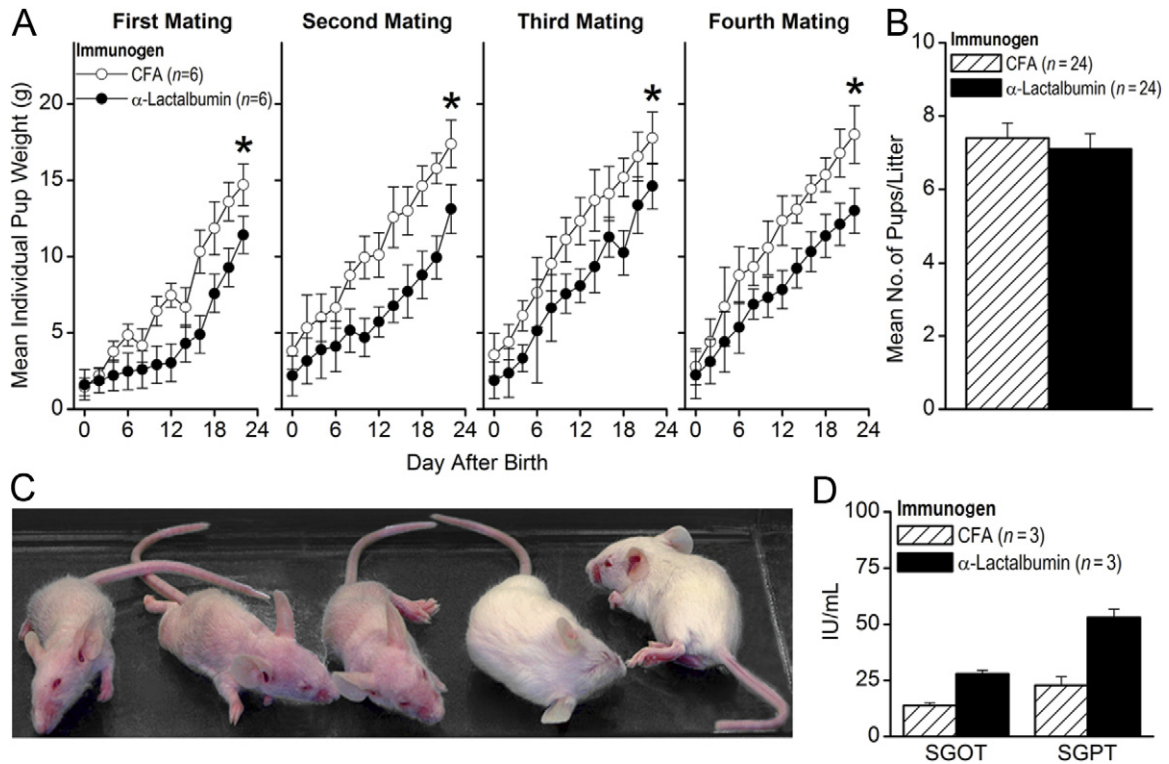 A
First Mating
Second Mating
Third Mating
Fourth Mating
Immunogen
CFA (n=6)
α-Lactalbumin (n=6)
Mean Individual Pup Weight (g)
20
15
10
5
0
*
*
*
*
0 6 12 18 24
0 6 12 18 24
0 6 12 18 24
0 6 12 18 24
Day After Birth
B
Immunogen
CFA (n=24)
α-Lactalbumin (n=24)
Mean No. of Pups/Litter
10
8
6
4
2
0
C
D
Immunogen
CFA (n=3)
α-Lactalbumin (n=3)
IU/mL
100
75
50
25
0
SGOT SGPT